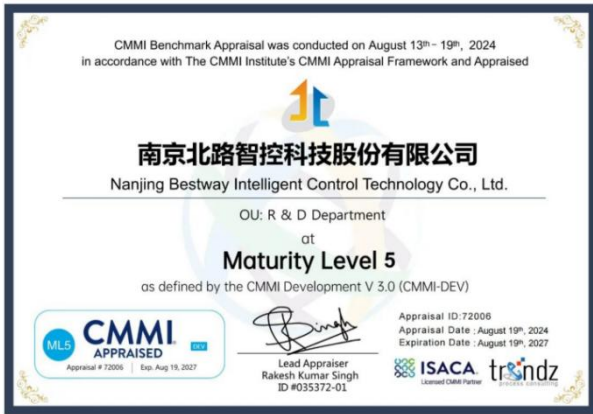 CMMI Benchmark Appraisal was conducted on August 13th - 19th, 2024
in accordance with The CMMI Institute's CMMI Appraisal Framework and Appraised
南京北路智控科技股份有限公司
Nanjing Bestway Intelligent Control Technology Co., Ltd.
OU: R & D Department
at
Maturity Level 5
as defined by the CMMI Development V 3.0 (CMMI-DEV)
ML5
CMMI
APPRAISED
DEV
Appraisal # 72006 | Exp. Aug 19, 2027
Singh
Lead Appraiser
Rakesh Kumar Singh
ID #035372-01
Appraisal ID:72006
Appraisal Date : August 19th, 2024
Expiration Date : August 19th, 2027
ISACA.
Licensed CMMI Partner
trendz
process consulting